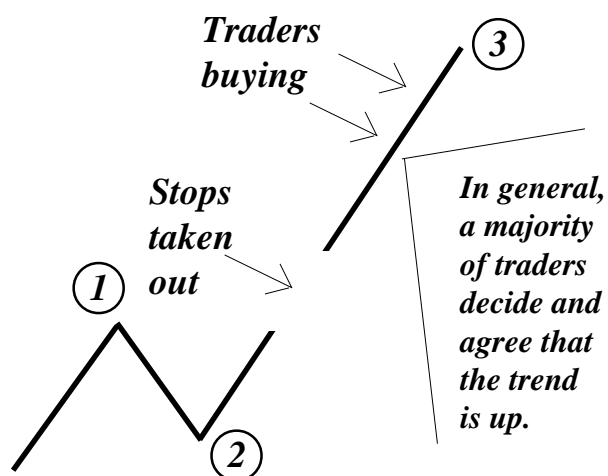 Traders
buying
3
Stops
taken
out
1
2
In general,
a majority
of traders
decide and
agree that
the trend
is up.